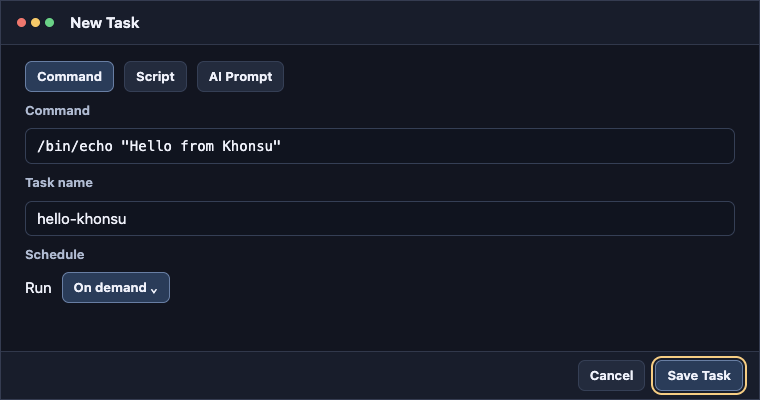 New Task
Command Script AI Prompt
Command
/bin/echo "Hello from Khonsu"
Task name
hello-khonsu
Schedule
Run On demand
Cancel Save Task